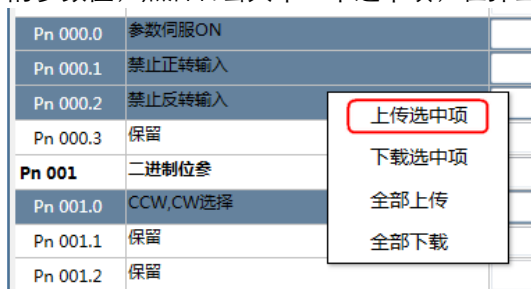 Pn 000.0 参数伺服ON
Pn 000.1 禁止正转输入
Pn 000.2 禁止反转输入
Pn 000.3 保留
Pn 001 二进制位参
Pn 001.0 CCW,CW选择
Pn 001.1 保留
Pn 001.2 保留
上传选中项
下载选中项
全部上传
全部下载